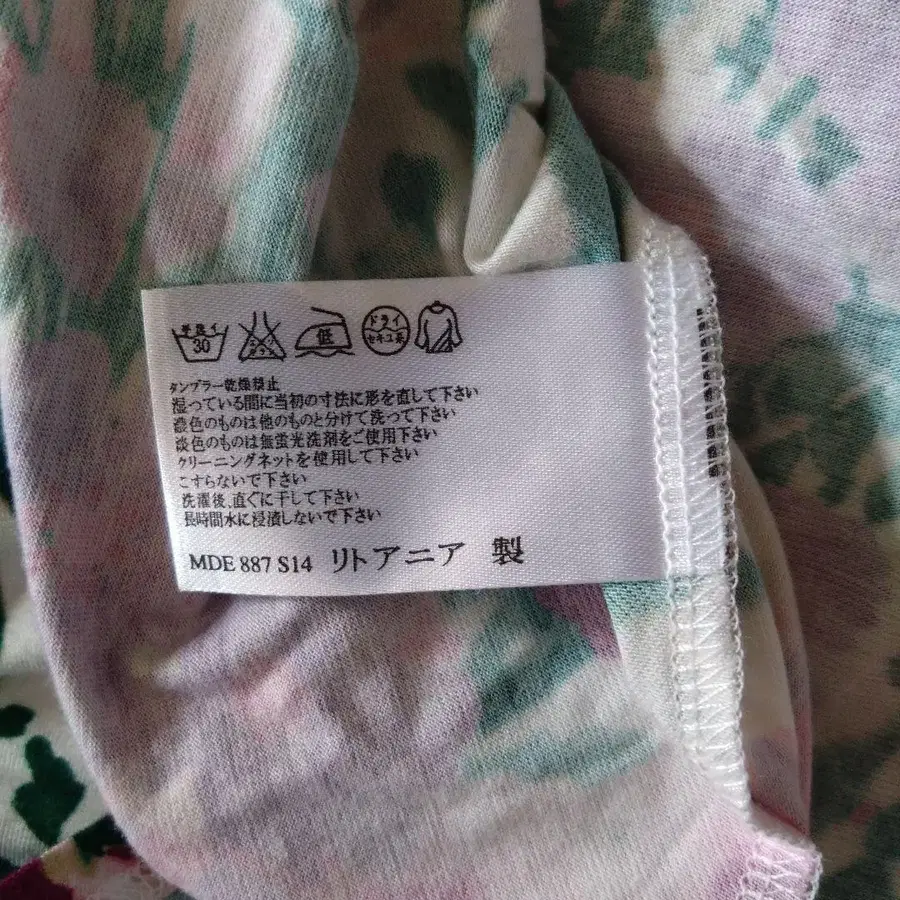 手洗イ
30
エンソサラシ
低
ドライ
セキユ系
タンブラー乾燥禁止
湿っている間に当初の寸法に形を直して下さい
濃色のものは他のものと分けて洗って下さい
淡色のものは無蛍光洗剤をご使用下さい
クリーニングネットを使用して下さい
こすらないで下さい
洗濯後、直ぐに干して下さい
長時間水に浸漬しないで下さい
MDE 887 S14 リトアニア 製